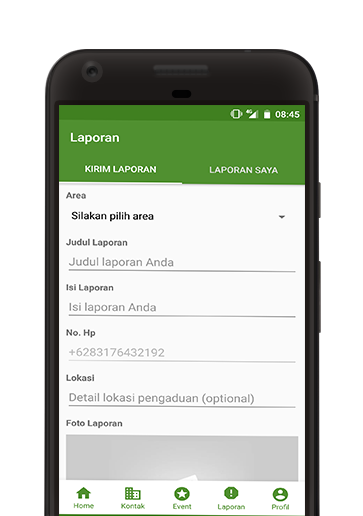 08:45
Laporan
KIRIM LAPORAN LAPORAN SAYA
Area
Silakan pilih area
Judul Laporan
Judul laporan Anda
Isi Laporan
Isi laporan Anda
No. Hp
+6283176432192
Lokasi
Detail lokasi pengaduan (optional)
Foto Laporan
Home Kontak Event Laporan Profil